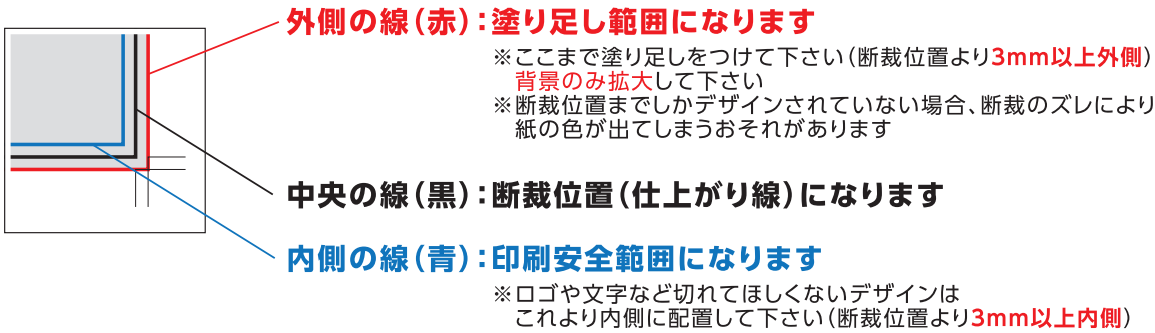 外側の線（赤）：塗り足し範囲になります
※ここまで塗り足しをつけて下さい（断裁位置より3mm以上外側）
背景のみ拡大して下さい
※断裁位置までしかデザインされていない場合、断裁のズレにより
紙の色が出てしまうおそれがあります
中央の線（黒）：断裁位置（仕上がり線）になります
内側の線（青）：印刷安全範囲になります
※ロゴや文字など切れてほしくないデザインは
これより内側に配置して下さい（断裁位置より3mm以上内側）